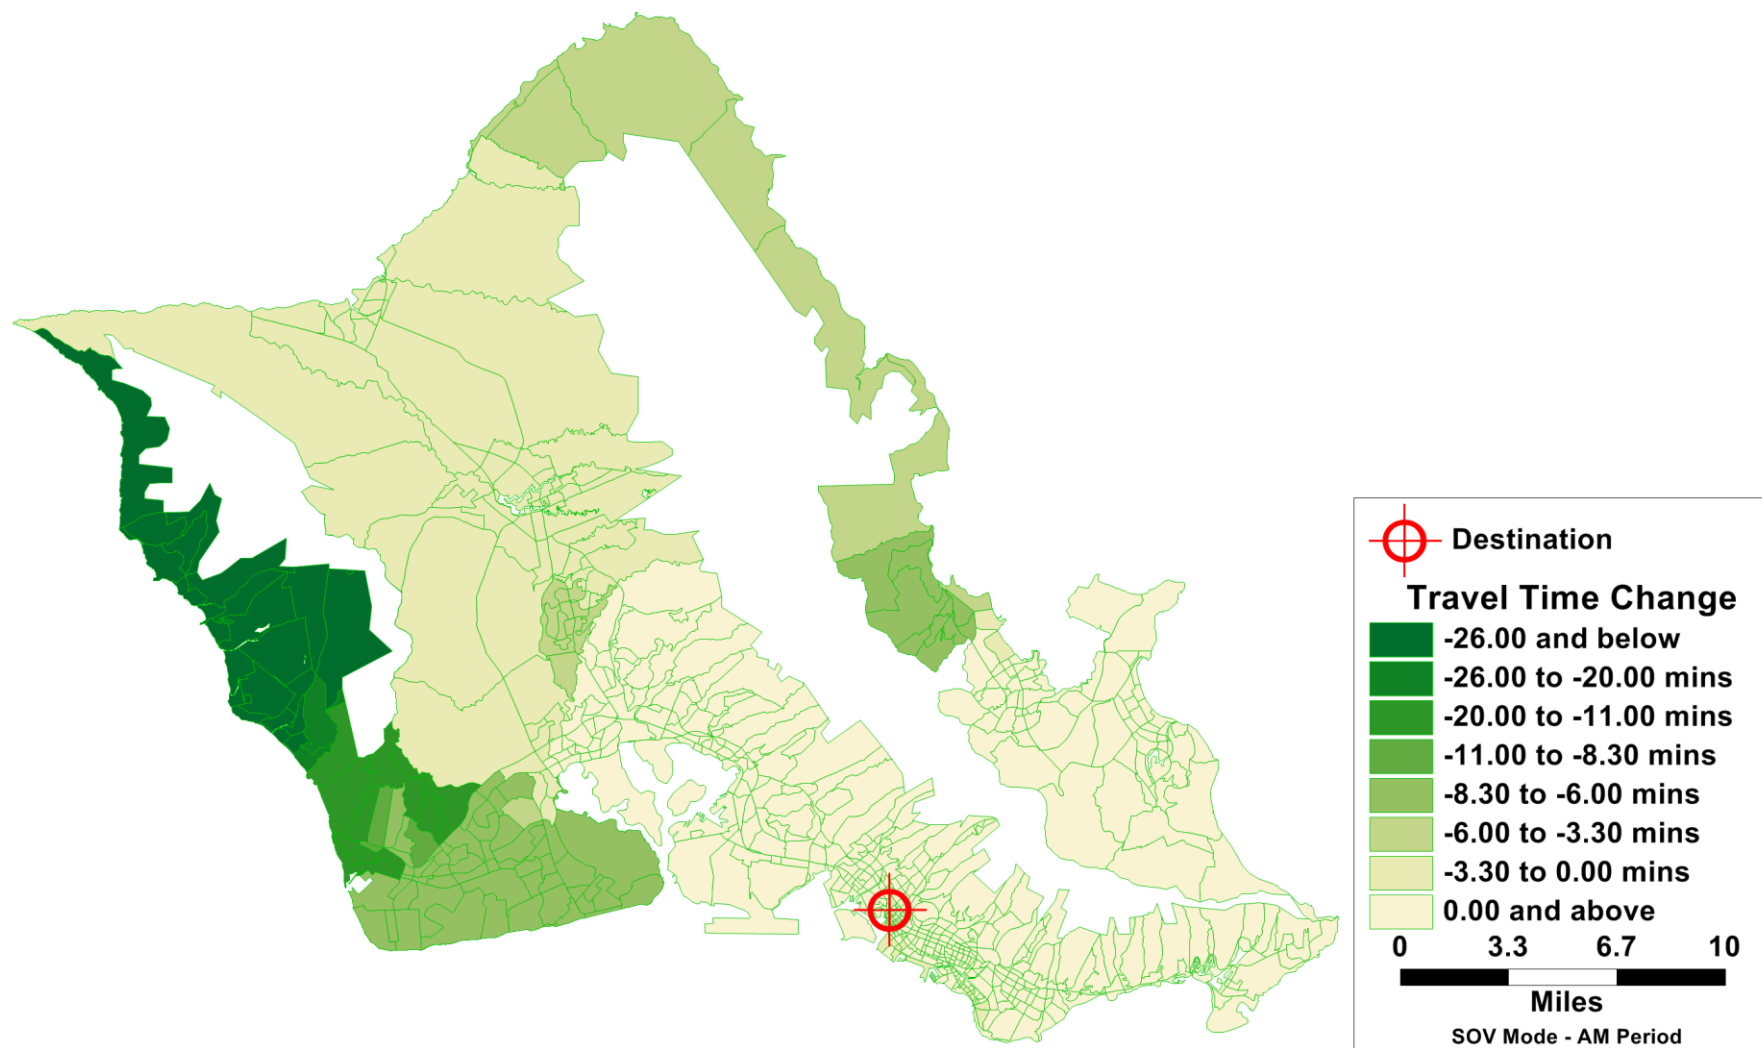 Destination
Travel Time Change
-26.00 and below
-26.00 to -20.00 mins
-20.00 to -11.00 mins
-11.00 to -8.30 mins
-8.30 to -6.00 mins
-6.00 to -3.30 mins
-3.30 to 0.00 mins
0.00 and above
0 3.3 6.7 10
Miles
SOV Mode - AM Period